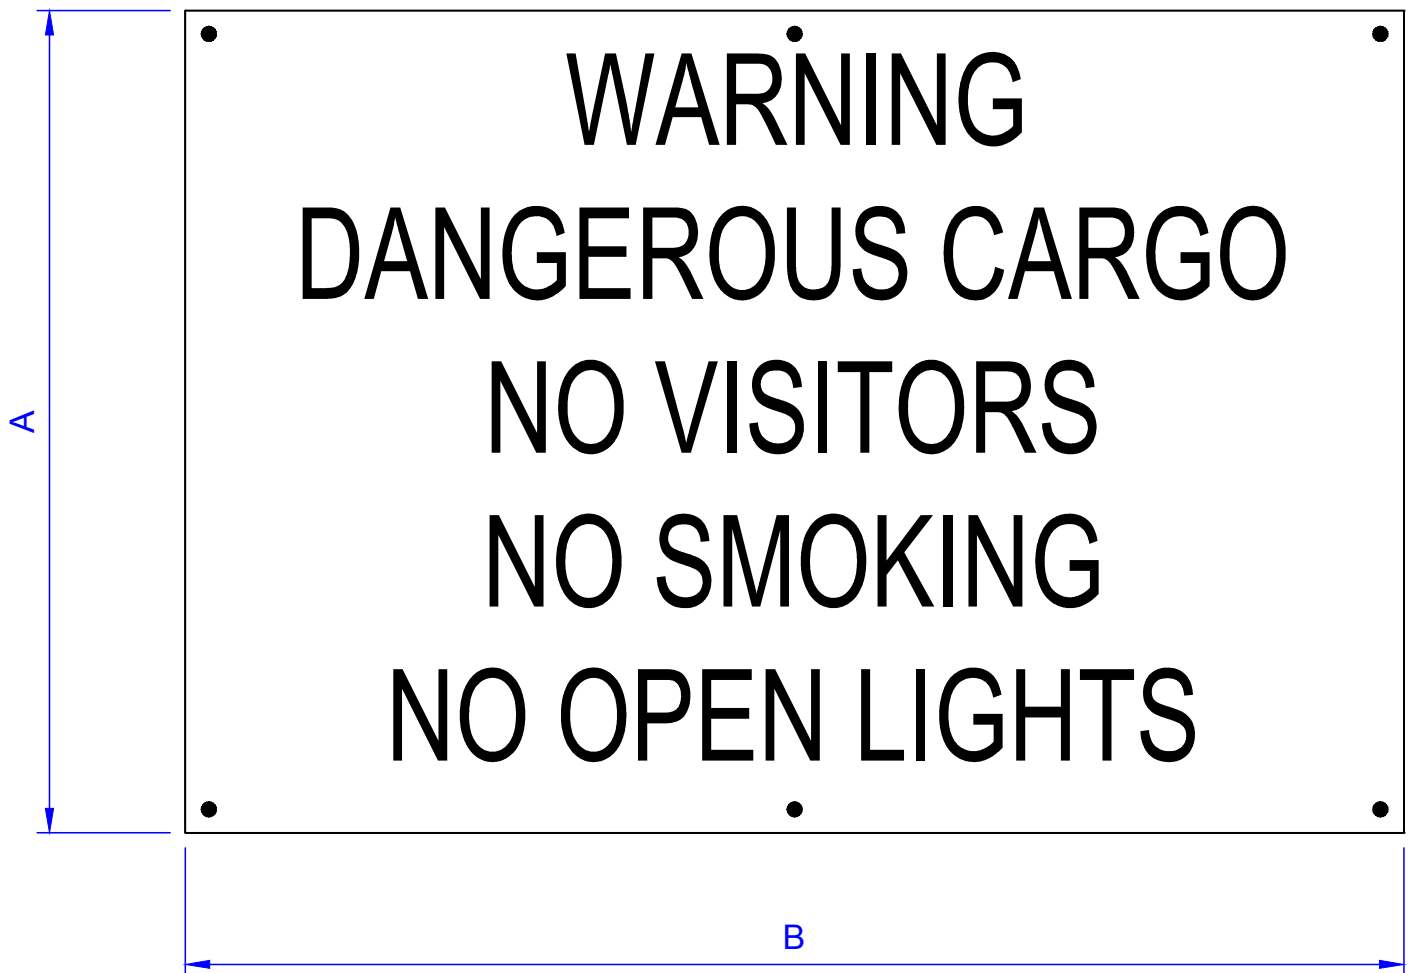 WARNING
DANGEROUS CARGO
NO VISITORS
NO SMOKING
NO OPEN LIGHTS
A
B